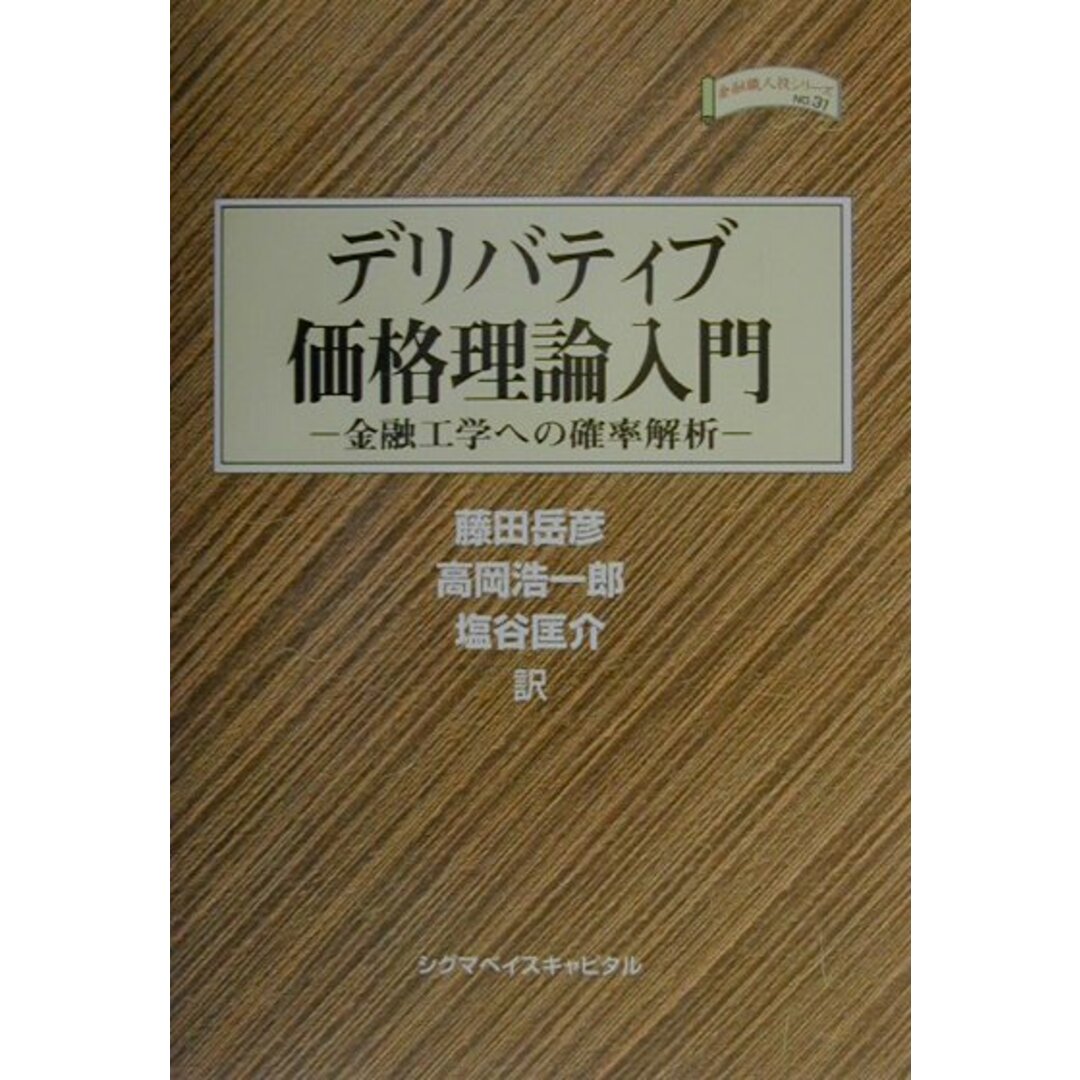 金融職人技シリーズ
NO.31
デリバティブ
価格理論入門
―金融工学への確率解析―
藤田岳彦
高岡浩一郎
塩谷匡介
訳
シグマベイスキャピタル